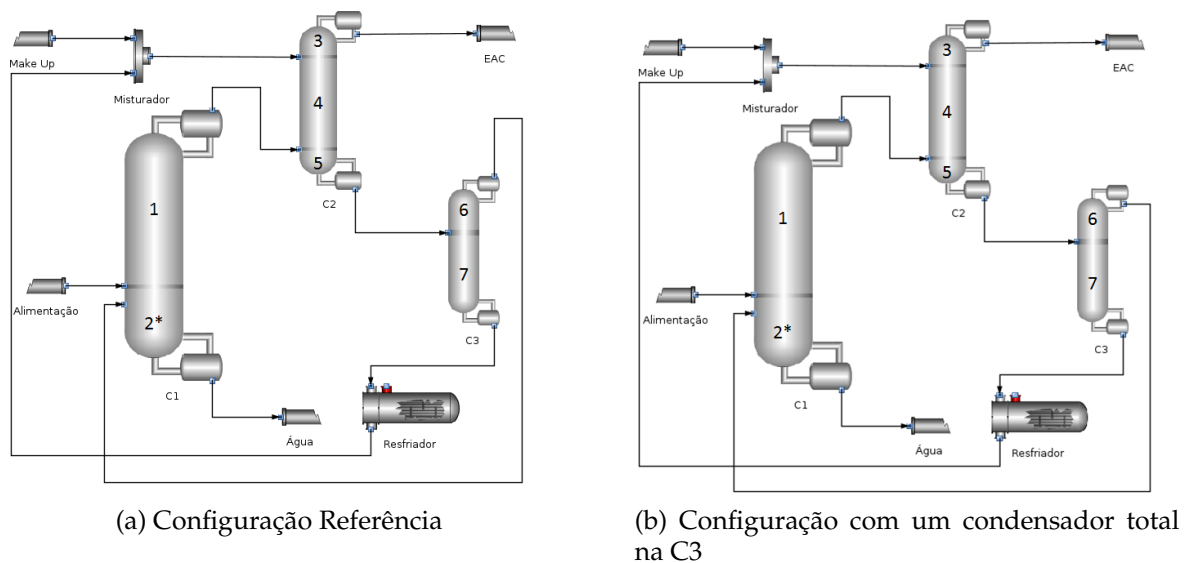 Make Up
Misturador
3
4
5
EAC
C2
1
2*
C1
6
7
C3
Alimentação
Água
Resfriador
(a) Configuração Referência
Make Up
Misturador
3
4
5
EAC
C2
1
2*
C1
6
7
C3
Alimentação
Água
Resfriador
(b) Configuração com um condensador total
na C3